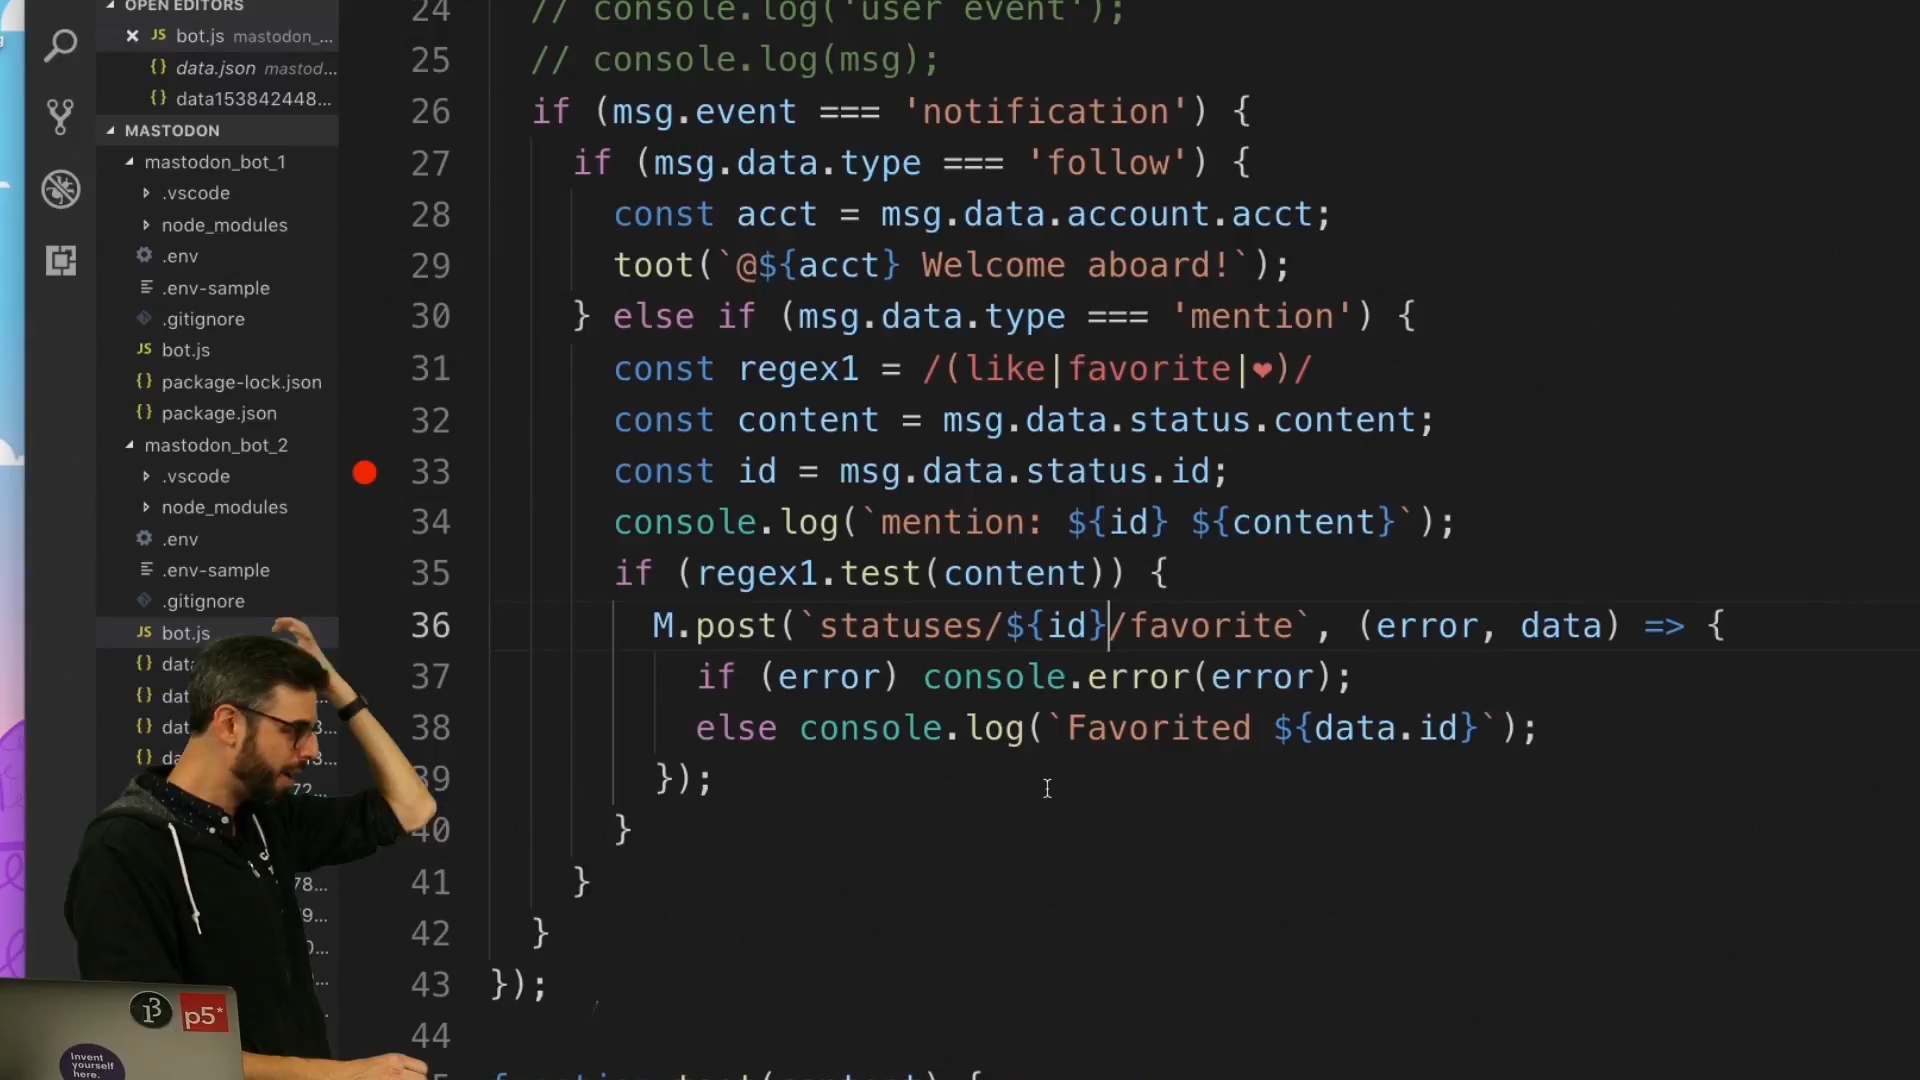 OPEN EDITORS
JS bot.js mastodon_...
{} data.json mastod...
{} data153842448...
MASTODON
mastodon_bot_1
.vscode
node_modules
.env
.env-sample
.gitignore
JS bot.js
{} package-lock.json
{} package.json
mastodon_bot_2
.vscode
node_modules
.env
.env-sample
.gitignore
JS bot.js
24 // console.log('user event');
25 // console.log(msg);
26 if (msg.event === 'notification') {
27 if (msg.data.type === 'follow') {
28 const acct = msg.data.account.acct;
29 toot(`@${acct} Welcome aboard!`);
30 } else if (msg.data.type === 'mention') {
31 const regex1 = /(like|favorite|❤)/
32 const content = msg.data.status.content;
33 const id = msg.data.status.id;
34 console.log(`mention: ${id} ${content}`);
35 if (regex1.test(content)) {
36 M.post(`statuses/${id}/favorite`, (error, data) => {
37 if (error) console.error(error);
38 else console.log(`Favorited ${data.id}`);
39 });
40 }
41 }
42 }
43 });
44
p5*
Invent
yourself
here.